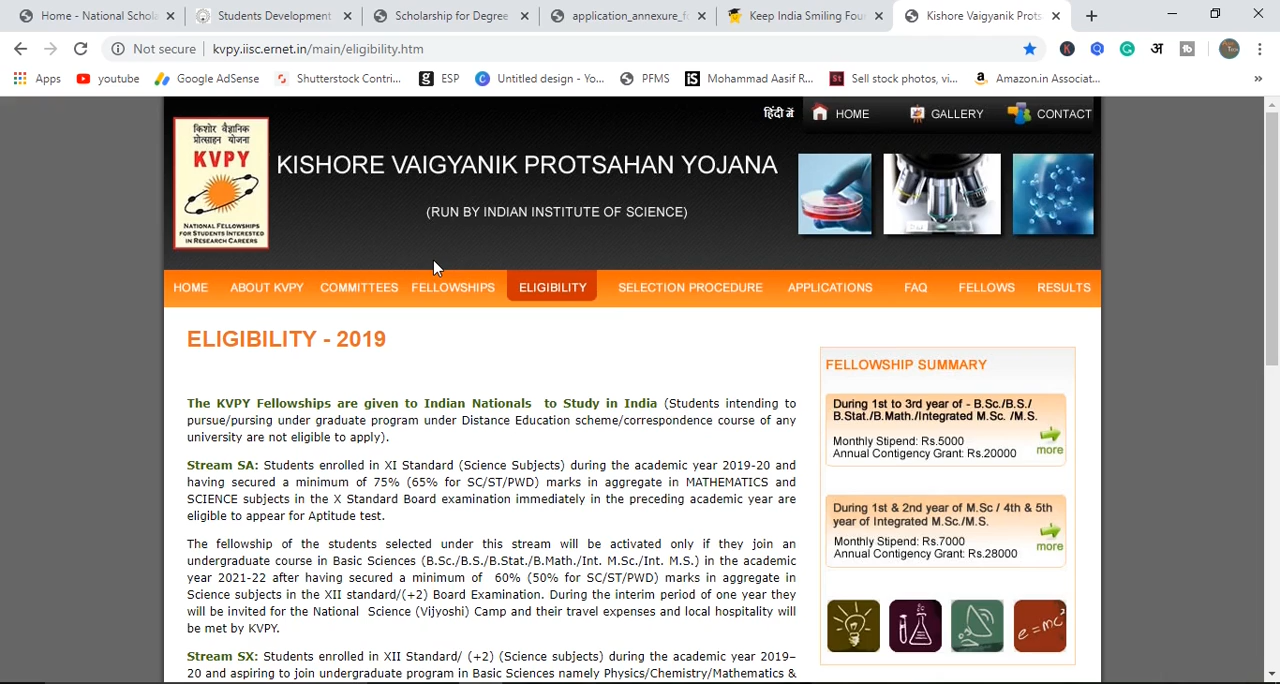 Home - National Schola
Students Development
Scholarship for Degree
application_annexure_fo
Keep India Smiling Fou
Kishore Vaigyanik Prots
Not secure
kvpy.iisc.ernet.in/main/eligibility.htm
Apps
youtube
Google AdSense
Shutterstock Contri...
ESP
Untitled design - Yo...
PFMS
Mohammad Aasif R...
Sell stock photos, vi...
Amazon.in Associat...
हिंदी में
HOME
GALLERY
CONTACT
किशोर वैज्ञानिक
प्रोत्साहन योजना
KVPY
NATIONAL FELLOWSHIPS
FOR STUDENTS INTERESTED
IN RESEARCH CAREERS
KISHORE VAIGYANIK PROTSAHAN YOJANA
(RUN BY INDIAN INSTITUTE OF SCIENCE)
HOME
ABOUT KVPY
COMMITTEES
FELLOWSHIPS
ELIGIBILITY
SELECTION PROCEDURE
APPLICATIONS
FAQ
FELLOWS
RESULTS
ELIGIBILITY - 2019
The KVPY Fellowships are given to Indian Nationals to Study in India (Students intending to
pursue/pursing under graduate program under Distance Education scheme/correspondence course of any
university are not eligible to apply).
Stream SA: Students enrolled in XI Standard (Science Subjects) during the academic year 2019-20 and
having secured a minimum of 75% (65% for SC/ST/PWD) marks in aggregate in MATHEMATICS and
SCIENCE subjects in the X Standard Board examination immediately in the preceding academic year are
eligible to appear for Aptitude test.
The fellowship of the students selected under this stream will be activated only if they join an
undergraduate course in Basic Sciences (B.Sc./B.S./B.Stat./B.Math./Int. M.Sc./Int. M.S.) in the academic
year 2021-22 after having secured a minimum of 60% (50% for SC/ST/PWD) marks in aggregate in
Science subjects in the XII standard/(+2) Board Examination. During the interim period of one year they
will be invited for the National Science (Vijyoshi) Camp and their travel expenses and local hospitality will
be met by KVPY.
Stream SX: Students enrolled in XII Standard/ (+2) (Science subjects) during the academic year 2019-
20 and aspiring to join undergraduate program in Basic Sciences namely Physics/Chemistry/Mathematics &
FELLOWSHIP SUMMARY
During 1st to 3rd year of - B.Sc./B.S./
B.Stat./B.Math./Integrated M.Sc. /M.S.
Monthly Stipend: Rs.5000
Annual Contigency Grant: Rs.20000
more
During 1st & 2nd year of M.Sc / 4th & 5th
year of Integrated M.Sc./M.S.
Monthly Stipend: Rs.7000
Annual Contigency Grant: Rs.28000
more
e=mc²